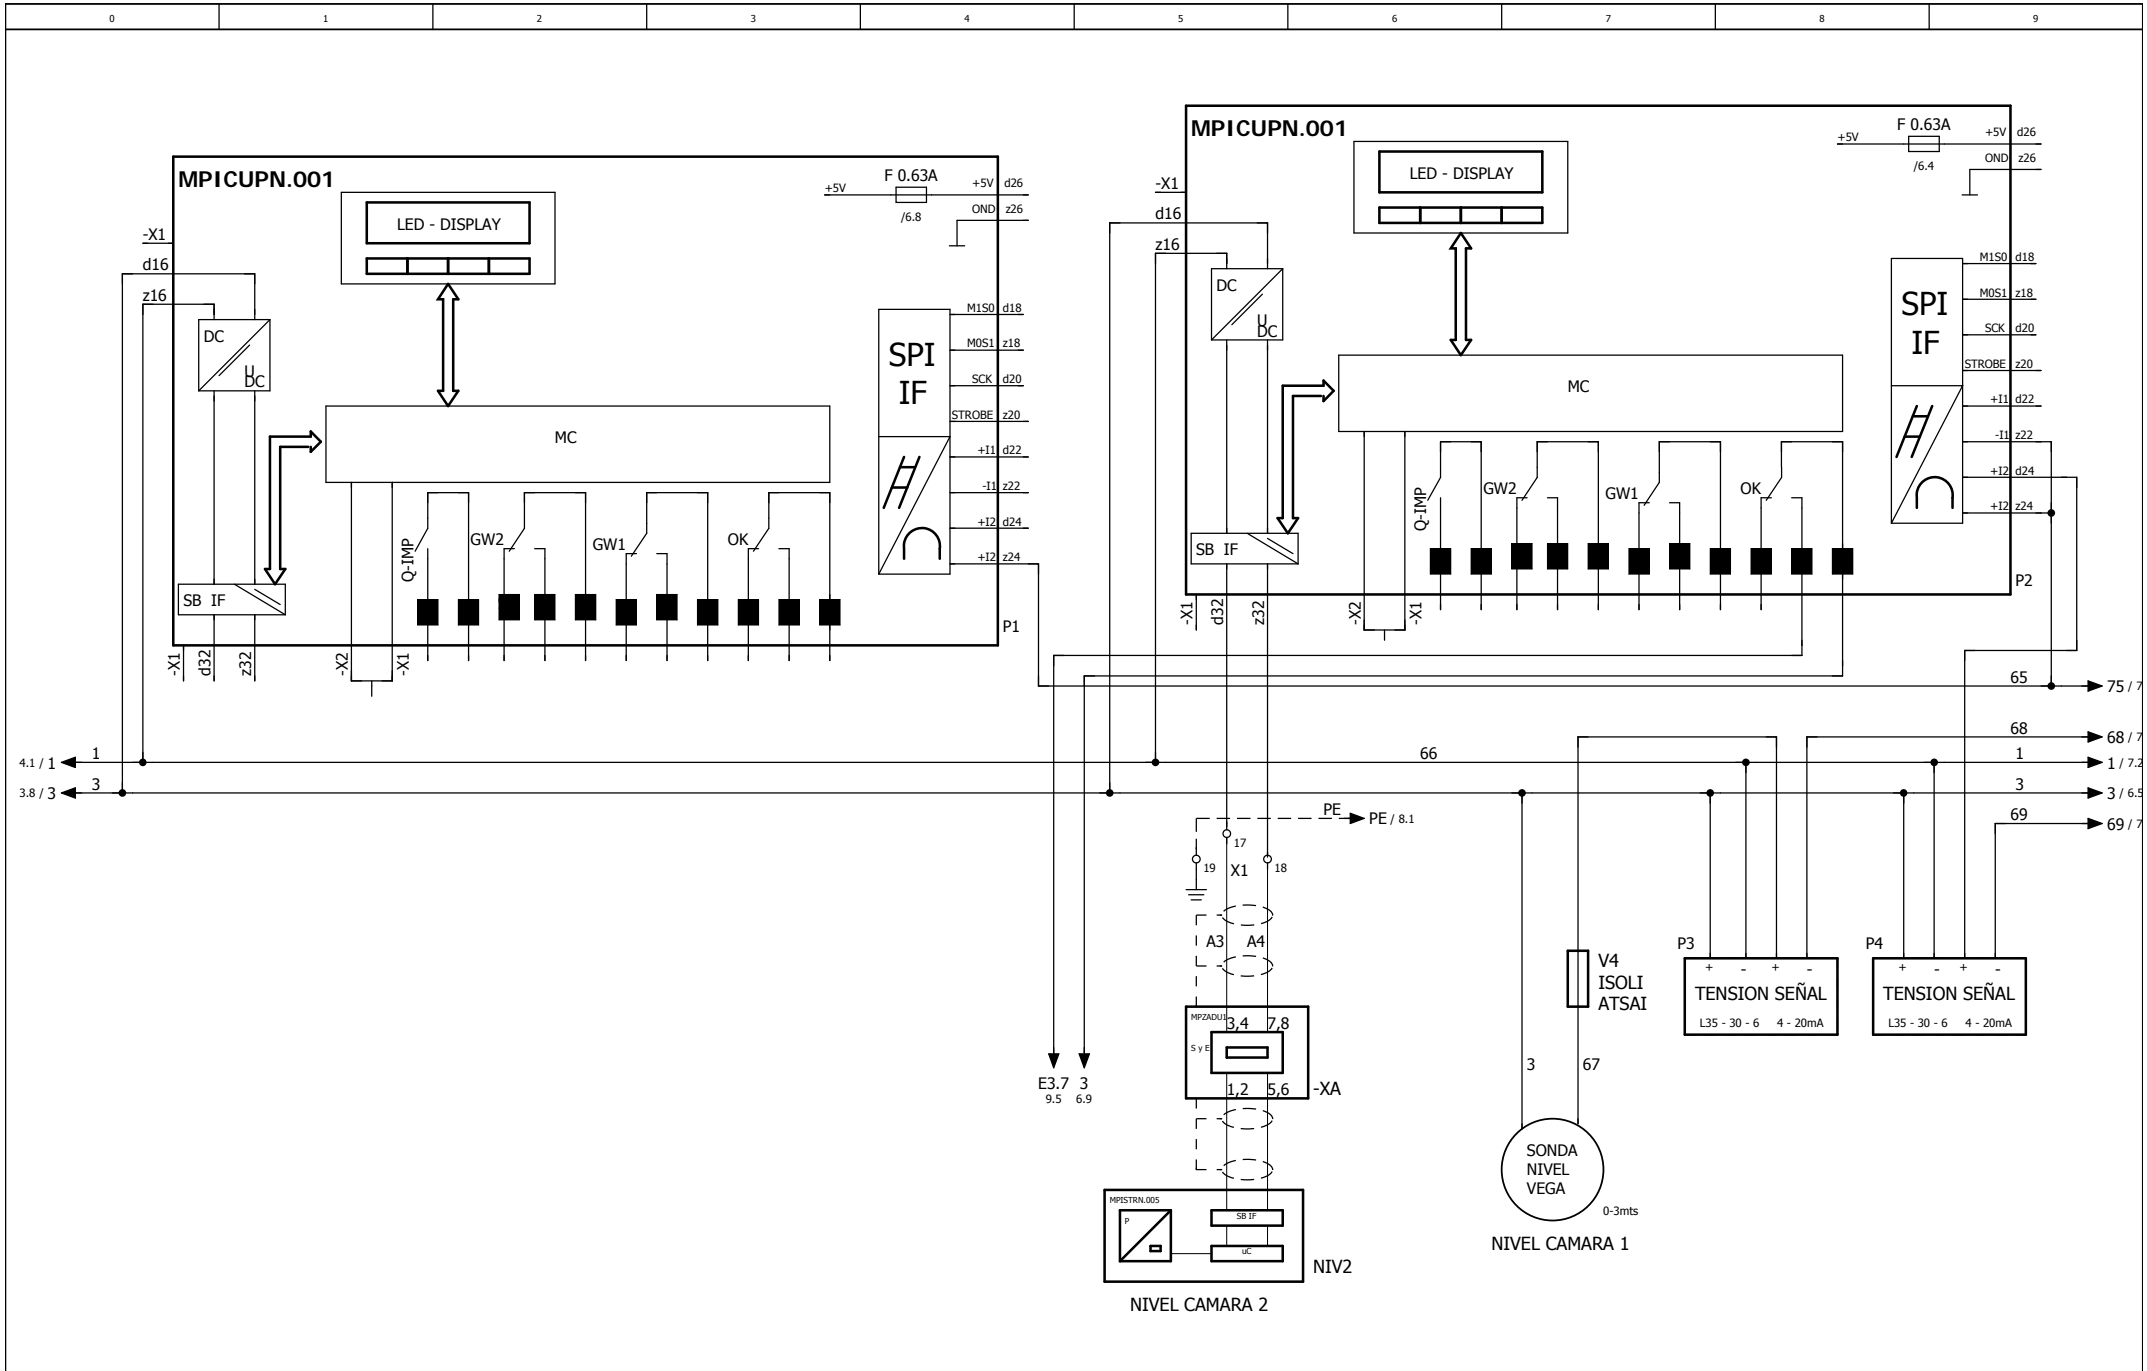 0 1 2 3 4 5 6 7 8 9
MPICUPN.001
LED - DISPLAY
+5V
F 0.63A
/6.8
+5V d26
OND z26
-X1
d16
z16
DC
U
DC
SPI
IF
M1S0 d18
M0S1 z18
SCK d20
STROBE z20
+I1 d22
-I1 z22
+I2 d24
+I2 z24
MC
Q-IMP
GW2
GW1
OK
SB IF
P1
-X1
d32
z32
-X2
-X1
MPICUPN.001
LED - DISPLAY
+5V
F 0.63A
/6.4
+5V d26
OND z26
-X1
d16
z16
DC
U
DC
SPI
IF
M1S0 d18
M0S1 z18
SCK d20
STROBE z20
+I1 d22
-I1 z22
+I2 d24
+I2 z24
MC
Q-IMP
GW2
GW1
OK
SB IF
P2
-X1
d32
z32
-X2
-X1
65
75 / 7
68
68 / 7
4.1 / 1
1
66
1
1 / 7.2
3.8 / 3
3
3
3 / 6.5
69
69 / 7
PE
PE / 8.1
17
19
X1
18
A3
A4
MPZADU1
3,4
7,8
S y E
1,2
5,6
-XA
E3.7
9.5
3
6.9
MPISTRN.005
P
SB IF
uC
NIV2
NIVEL CAMARA 2
V4
ISOLI
ATSAI
3
67
SONDA
NIVEL
VEGA
0-3mts
NIVEL CAMARA 1
P3
+ - + -
TENSION SEÑAL
L35 - 30 - 6 4 - 20mA
P4
+ - + -
TENSION SEÑAL
L35 - 30 - 6 4 - 20mA